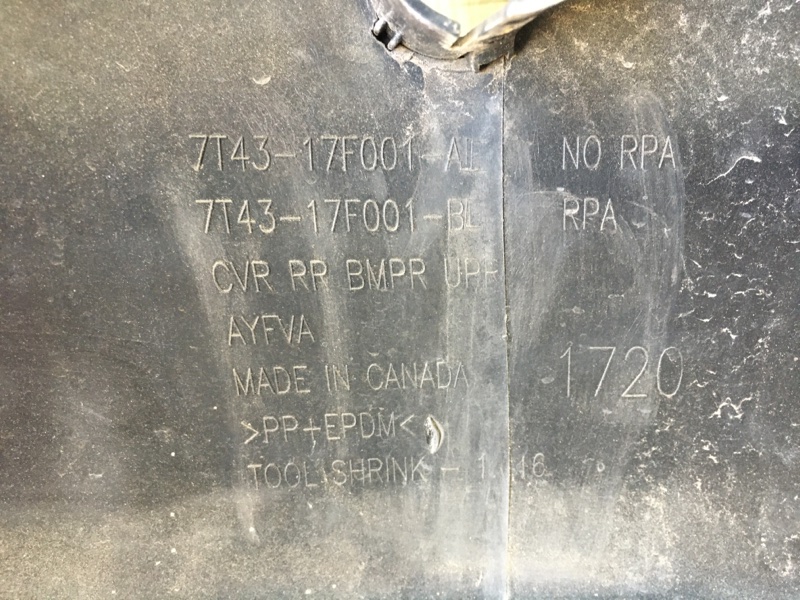 7T43-17F001-A NO RPA
7T43-17F001-BL RPA
CVR RR BMPR UPR
AYFVA
MADE IN CANADA 1720
>PP+EPDM<
TOOL SHRINK -